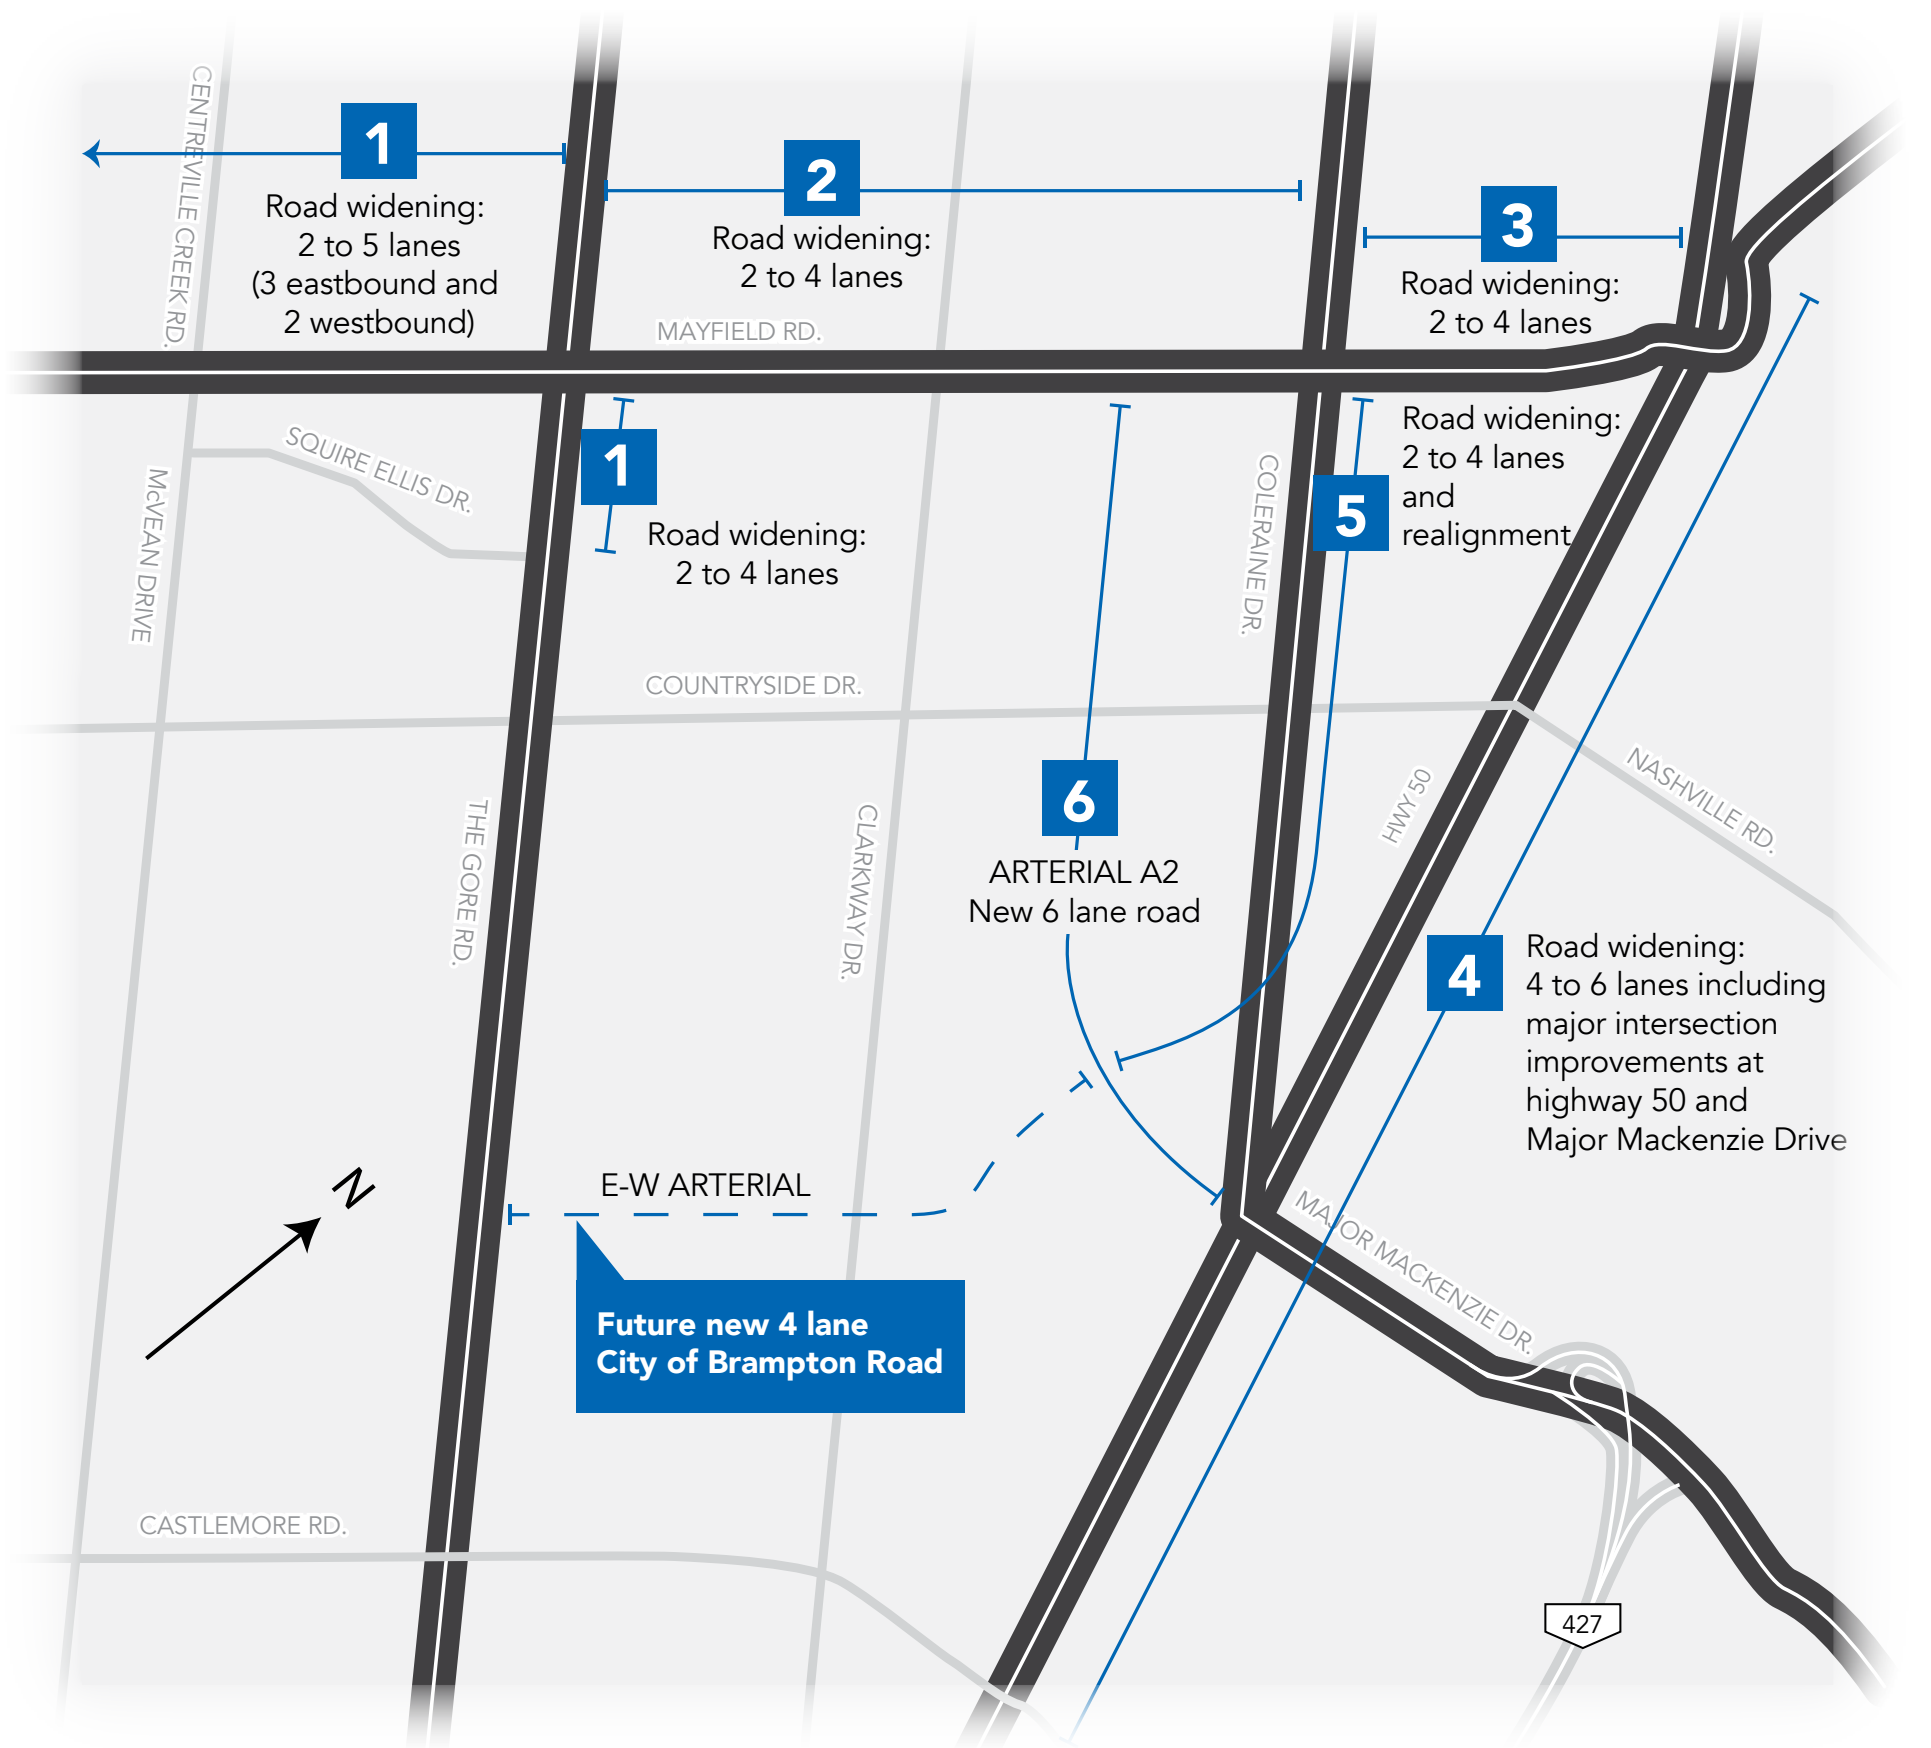 CENTREVILLE CREEK RD.
1
Road widening:
2 to 5 lanes
(3 eastbound and
2 westbound)
2
Road widening:
2 to 4 lanes
3
Road widening:
2 to 4 lanes
MAYFIELD RD.
SQUIRE ELLIS DR.
McVEAN DRIVE
1
Road widening:
2 to 4 lanes
COLERAINE DR.
5
Road widening:
2 to 4 lanes
and
realignment
COUNTRYSIDE DR.
THE GORE RD.
CLARKWAY DR.
6
ARTERIAL A2
New 6 lane road
HWY 50
NASHVILLE RD.
4
Road widening:
4 to 6 lanes including
major intersection
improvements at
highway 50 and
Major Mackenzie Drive
N
E-W ARTERIAL
Future new 4 lane
City of Brampton Road
MAJOR MACKENZIE DR.
CASTLEMORE RD.
427